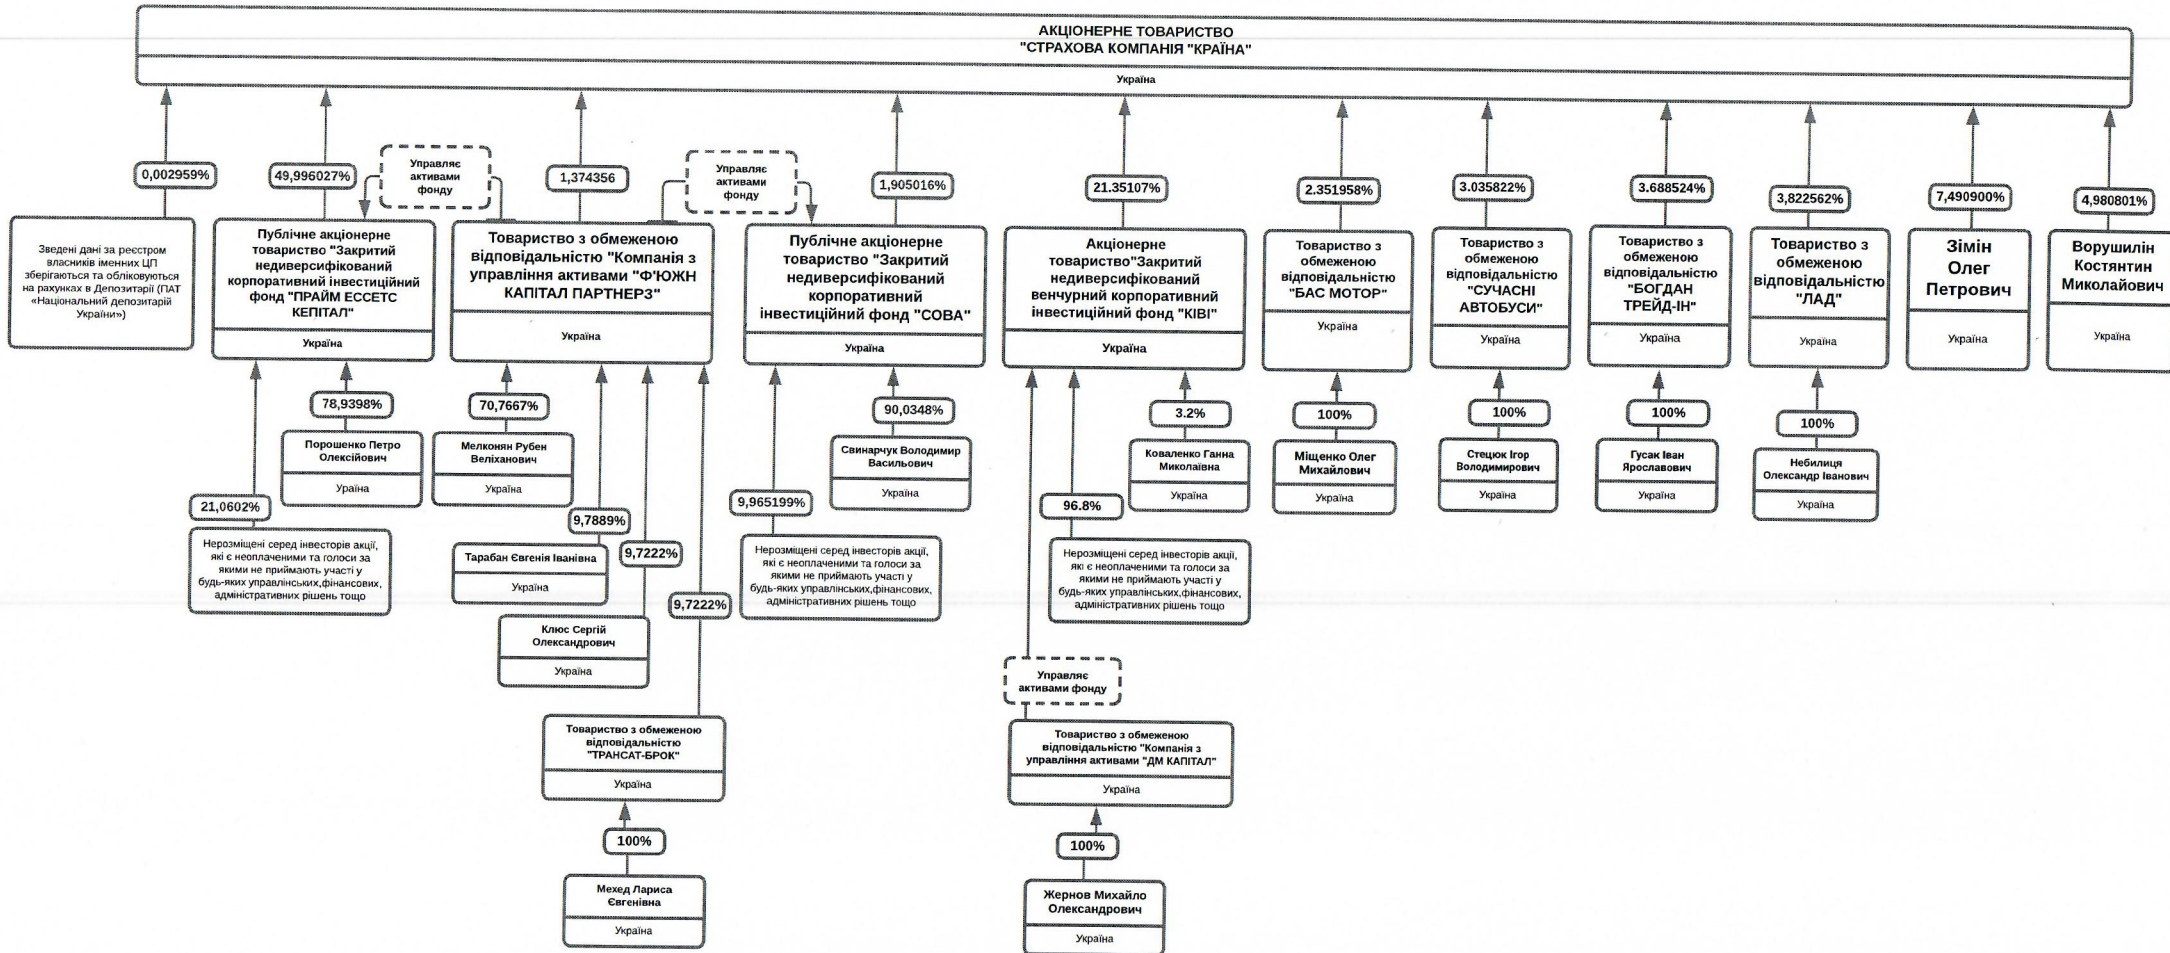 АКЦІОНЕРНЕ ТОВАРИСТВО
"СТРАХОВА КОМПАНІЯ "КРАЇНА"
Україна
0,002959%
49,996027%
Управляє
активами
фонду
1,374356
Управляє
активами
фонду
1,905016%
21.35107%
2.351958%
3.035822%
3.688524%
3,822562%
7,490900%
4,980801%
Зведені дані за реєстром
власників іменних ЦП
зберігаються та обліковуються
на рахунках в Депозитарії (ПАТ
«Національний депозитарій
України»)
Публічне акціонерне
товариство "Закритий
недиверсифікований
корпоративний інвестиційний
фонд "ПРАЙМ ЕССЕТС
КЕПІТАЛ"
Україна
Товариство з обмеженою
відповідальністю "Компанія з
управління активами "Ф'ЮЖН
КАПІТАЛ ПАРТНЕРЗ"
Україна
Публічне акціонерне
товариство "Закритий
недиверсифікований
корпоративний
інвестиційний фонд "СОВА"
Україна
Акціонерне
товариство"Закритий
недиверсифікований
венчурний корпоративний
інвестиційний фонд "КІВІ"
Україна
Товариство з
обмеженою
відповідальністю
"БАС МОТОР"
Україна
Товариство з
обмеженою
відповідальністю
"СУЧАСНІ
АВТОБУСИ"
Україна
Товариство з
обмеженою
відповідальністю
"БОГДАН
ТРЕЙД-ІН"
Україна
Товариство з
обмеженою
відповідальністю
"ЛАД"
Україна
Зімін
Олег
Петрович
Україна
Ворушилін
Костянтин
Миколайович
Україна
78,9398%
Порошенко Петро
Олексійович
Ураїна
21,0602%
Нерозміщені серед інвесторів акції,
які є неоплаченими та голоси за
якими не приймають участі у
будь-яких управлінських,фінансових,
адміністративних рішень тощо
70,7667%
Мелконян Рубен
Веліханович
Україна
9,7889%
Тарабан Євгенія Іванівна
Україна
9,7222%
Клюс Сергій
Олександрович
Україна
9,7222%
Товариство з обмеженою
відповідальністю
"ТРАНСАТ-БРОК"
Україна
100%
Мехед Лариса
Євгенівна
Україна
90,0348%
Свинарчук Володимир
Васильович
Україна
9,965199%
Нерозміщені серед інвесторів акції,
які є неоплаченими та голоси за
якими не приймають участі у
будь-яких управлінських,фінансових,
адміністративних рішень тощо
3.2%
Коваленко Ганна
Миколаївна
Україна
96.8%
Нерозміщені серед інвесторів акції,
які є неоплаченими та голоси за
якими не приймають участі у
будь-яких управлінських,фінансових,
адміністративних рішень тощо
Управляє
активами фонду
Товариство з обмеженою
відповідальністю "Компанія з
управління активами "ДМ КАПІТАЛ"
Україна
100%
Жернов Михайло
Олександрович
Україна
100%
Міщенко Олег
Михайлович
Україна
100%
Стецюк Ігор
Володимирович
Україна
100%
Гусак Іван
Ярославович
Україна
100%
Небилиця
Олександр Іванович
Україна